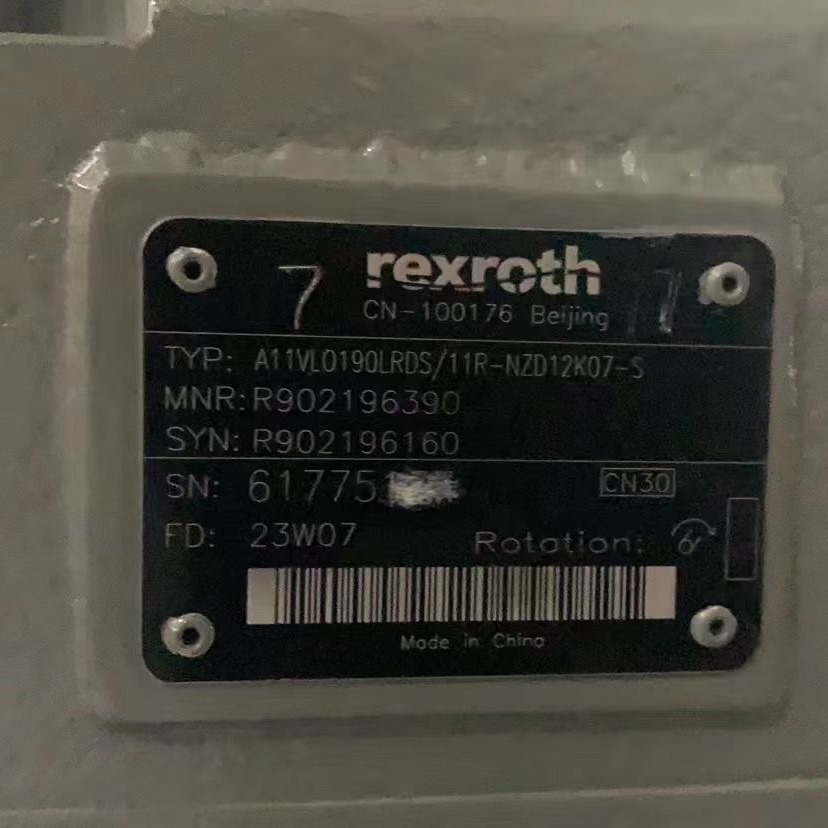 rexroth
7
CN-100176 Beijing
TYP: A11VLO190LRDS/11R-NZD12K07-S
MNR: R902196390
SYN: R902196160
SN: 61775
CN30
FD: 23W07
Rotation:
Made in China